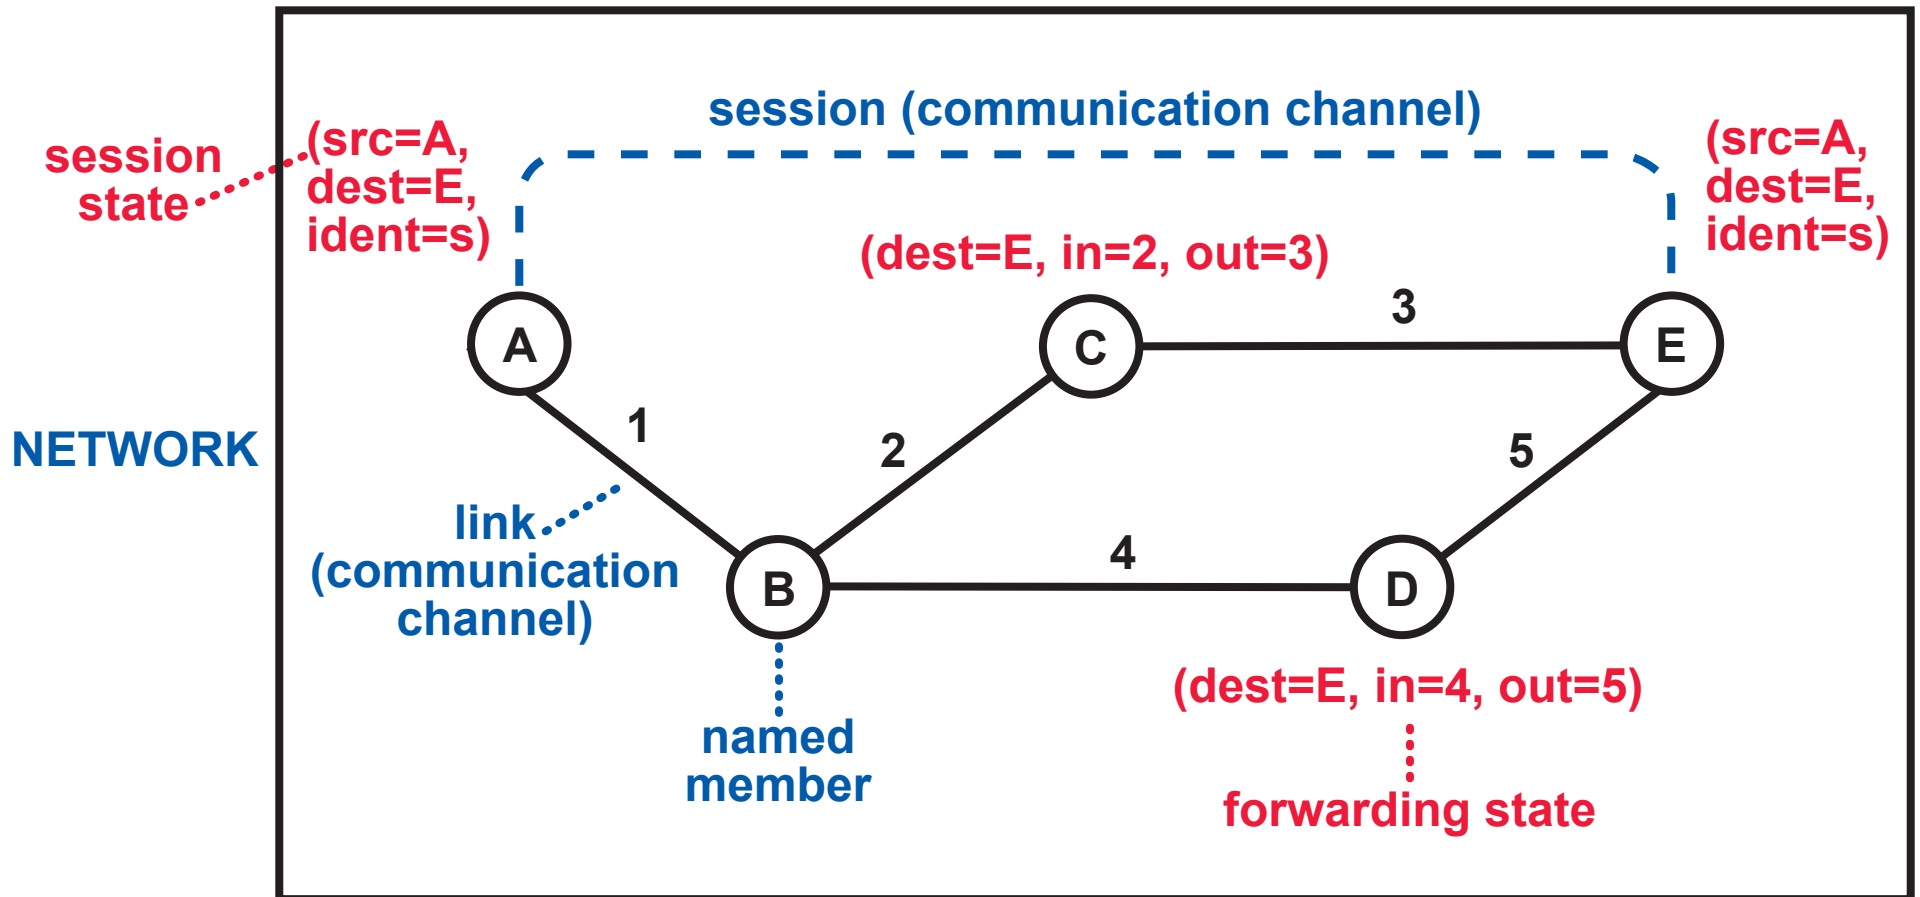 session (communication channel)
session
state
(src=A,
dest=E,
ident=s)
(src=A,
dest=E,
ident=s)
(dest=E, in=2, out=3)
A
C
3
E
NETWORK
1
2
5
link
(communication
channel)
B
4
D
named
member
(dest=E, in=4, out=5)
forwarding state